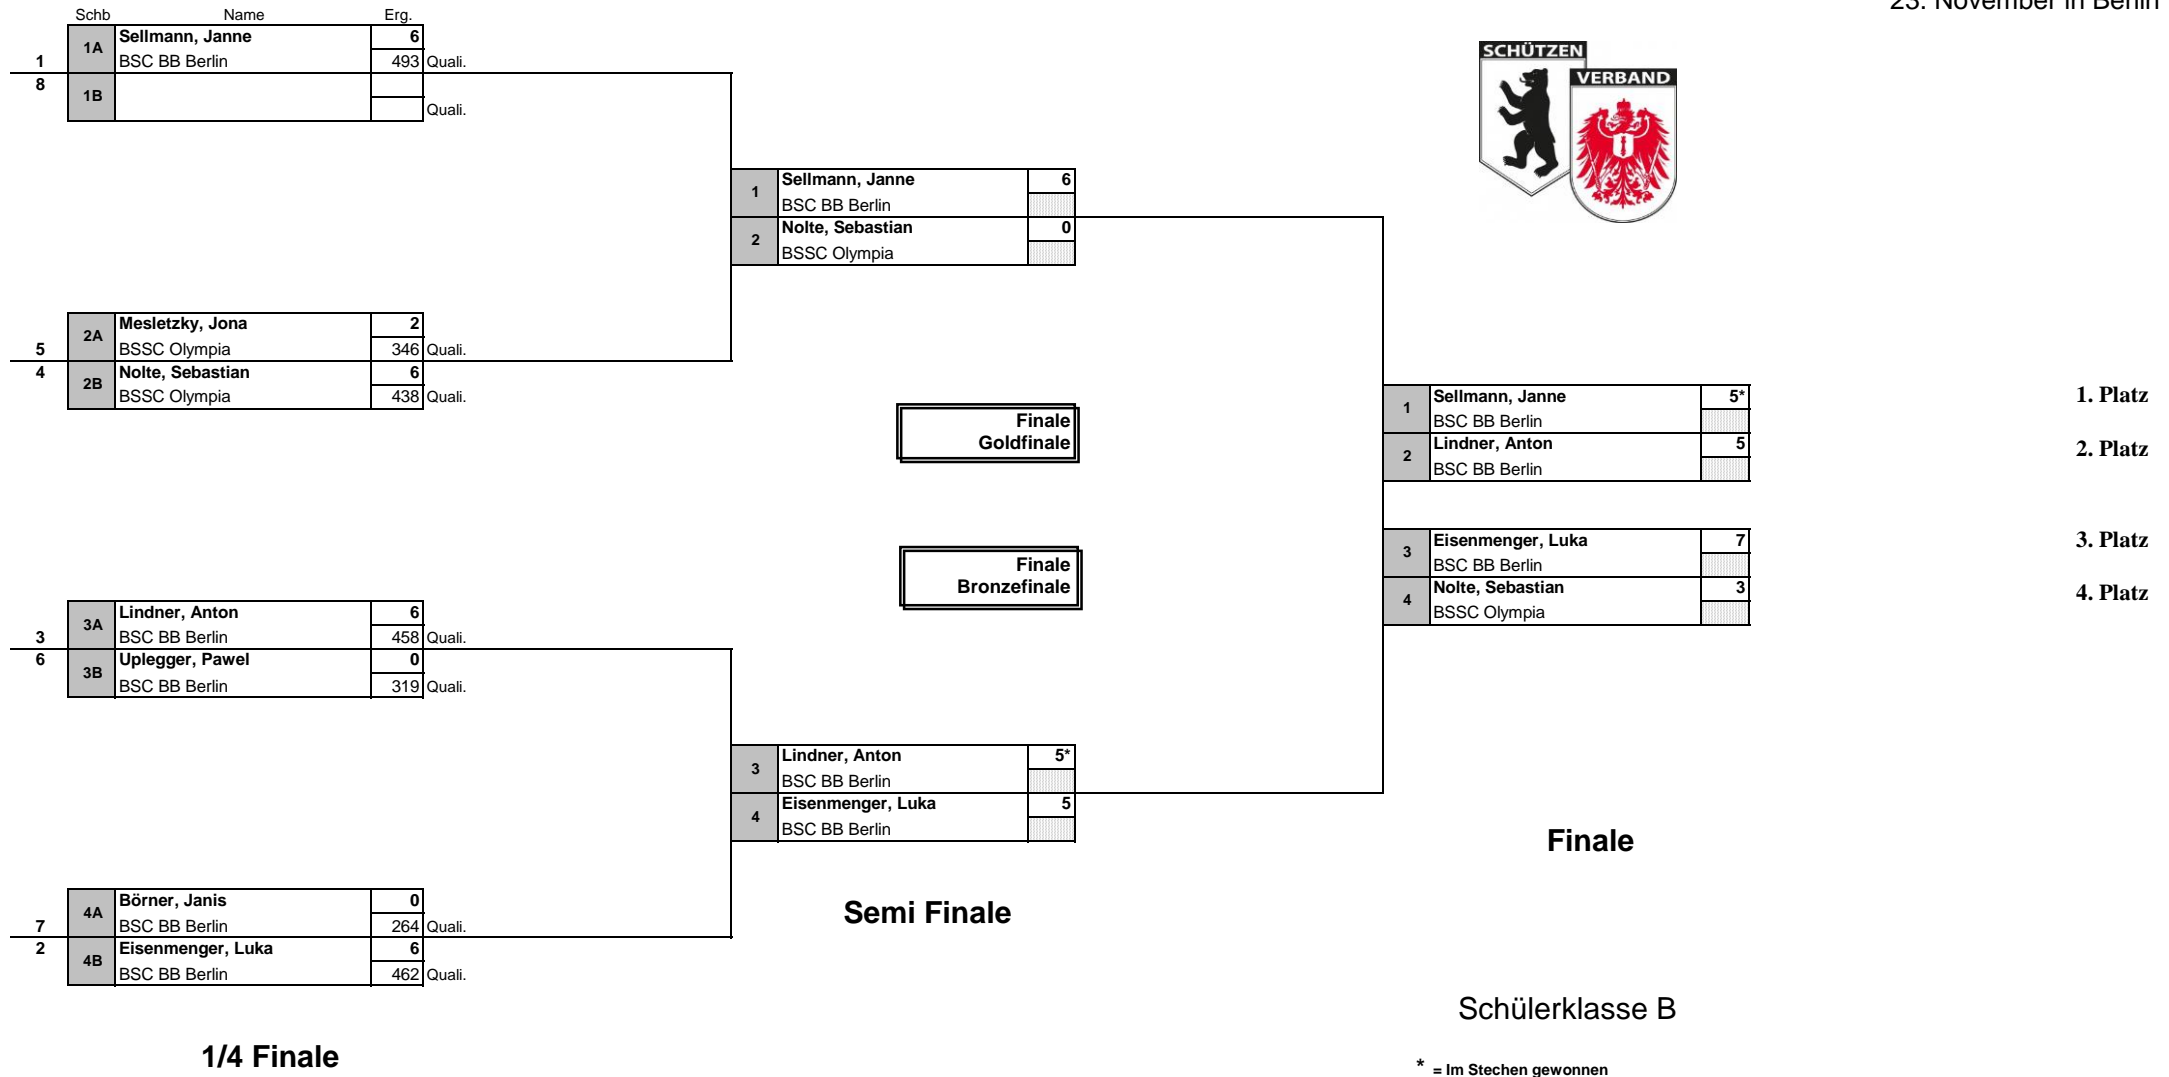 23. November in Berlin
Schb Name Erg.
1A Sellmann, Janne 6
1 BSC BB Berlin 493 Quali.
8 1B
Quali.
SCHÜTZEN
VERBAND
1 Sellmann, Janne 6
BSC BB Berlin
2 Nolte, Sebastian 0
BSSC Olympia
2A Mesletzky, Jona 2
5 BSSC Olympia 346 Quali.
4 2B Nolte, Sebastian 6
BSSC Olympia 438 Quali.
Finale
Goldfinale
1 Sellmann, Janne 5* 1. Platz
BSC BB Berlin
2 Lindner, Anton 5 2. Platz
BSC BB Berlin
Finale
Bronzefinale
3 Eisenmenger, Luka 7 3. Platz
BSC BB Berlin
4 Nolte, Sebastian 3 4. Platz
BSSC Olympia
3A Lindner, Anton 6
3 BSC BB Berlin 458 Quali.
6 3B Uplegger, Pawel 0
BSC BB Berlin 319 Quali.
3 Lindner, Anton 5*
BSC BB Berlin
4 Eisenmenger, Luka 5
BSC BB Berlin
Finale
4A Börner, Janis 0
7 BSC BB Berlin 264 Quali.
2 4B Eisenmenger, Luka 6
BSC BB Berlin 462 Quali.
Semi Finale
Schülerklasse B
1/4 Finale
* = Im Stechen gewonnen